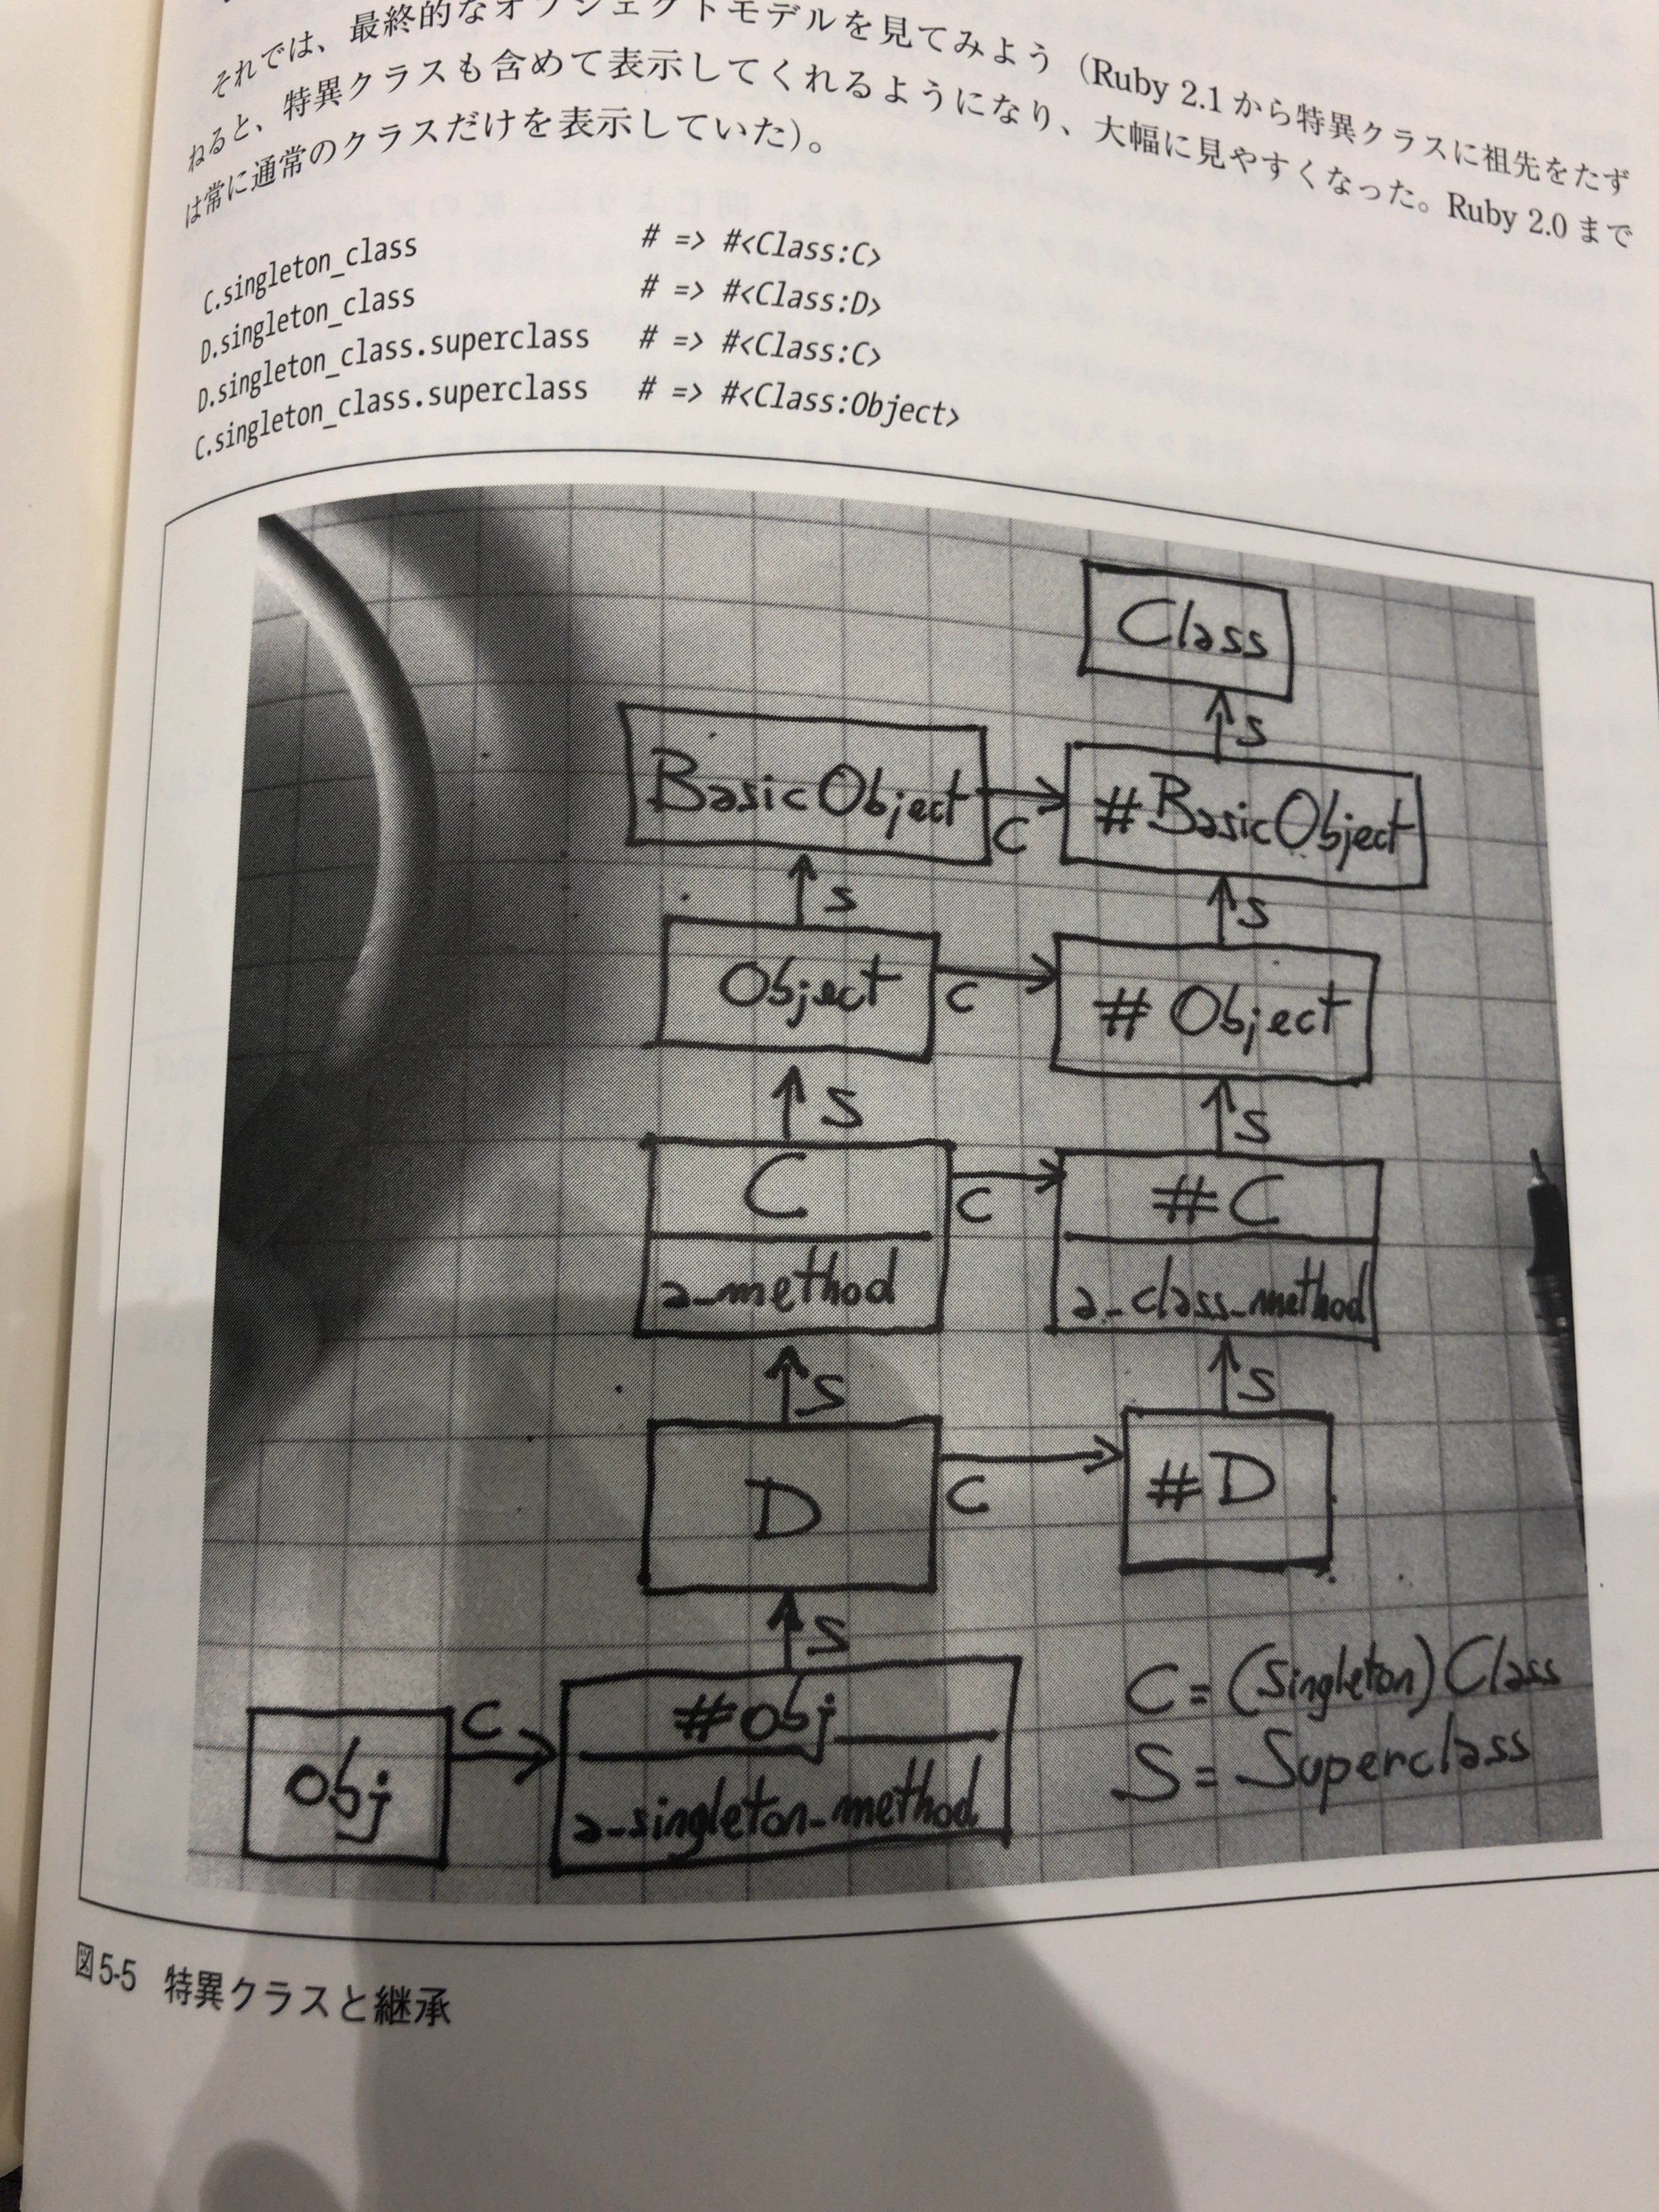 それでは、最終的なオブジェクトモデルを見てみよう（Ruby 2.1 から特異クラスに祖先をたず
ねると、特異クラスも含めて表示してくれるようになり、大幅に見やすくなった。Ruby 2.0 まで
は常に通常のクラスだけを表示していた）。
C.singleton_class # => #<Class:C>
D.singleton_class # => #<Class:D>
D.singleton_class.superclass # => #<Class:C>
C.singleton_class.superclass # => #<Class:Object>
Class
S
BasicObject
C
#BasicObject
S
S
Object
C
# Object
S
S
C
C
#C
a_method
a_class_method
S
S
D
C
#D
S
obj
C
#obj
a_singleton_method
C = (Singleton) Class
S = Superclass
図5-5 特異クラスと継承